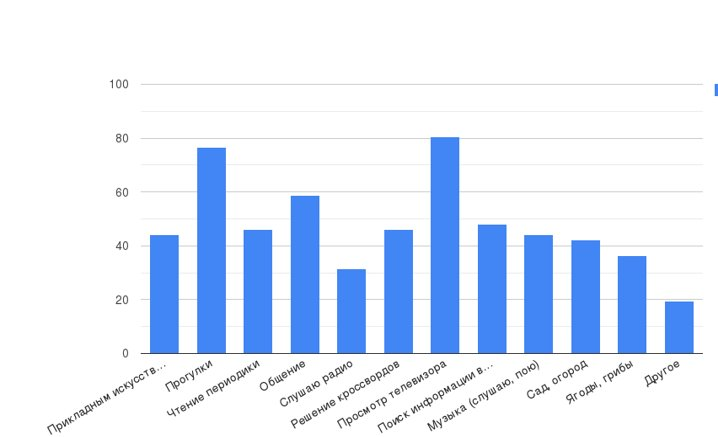 100
80
60
40
20
0
Прикладным искусств...
Прогулки
Чтение периодики
Общение
Слушаю радио
Решение кроссвордов
Просмотр телевизора
Поиск информации в...
Музыка (слушаю, пою)
Сад, огород
Ягоды, грибы
Другое